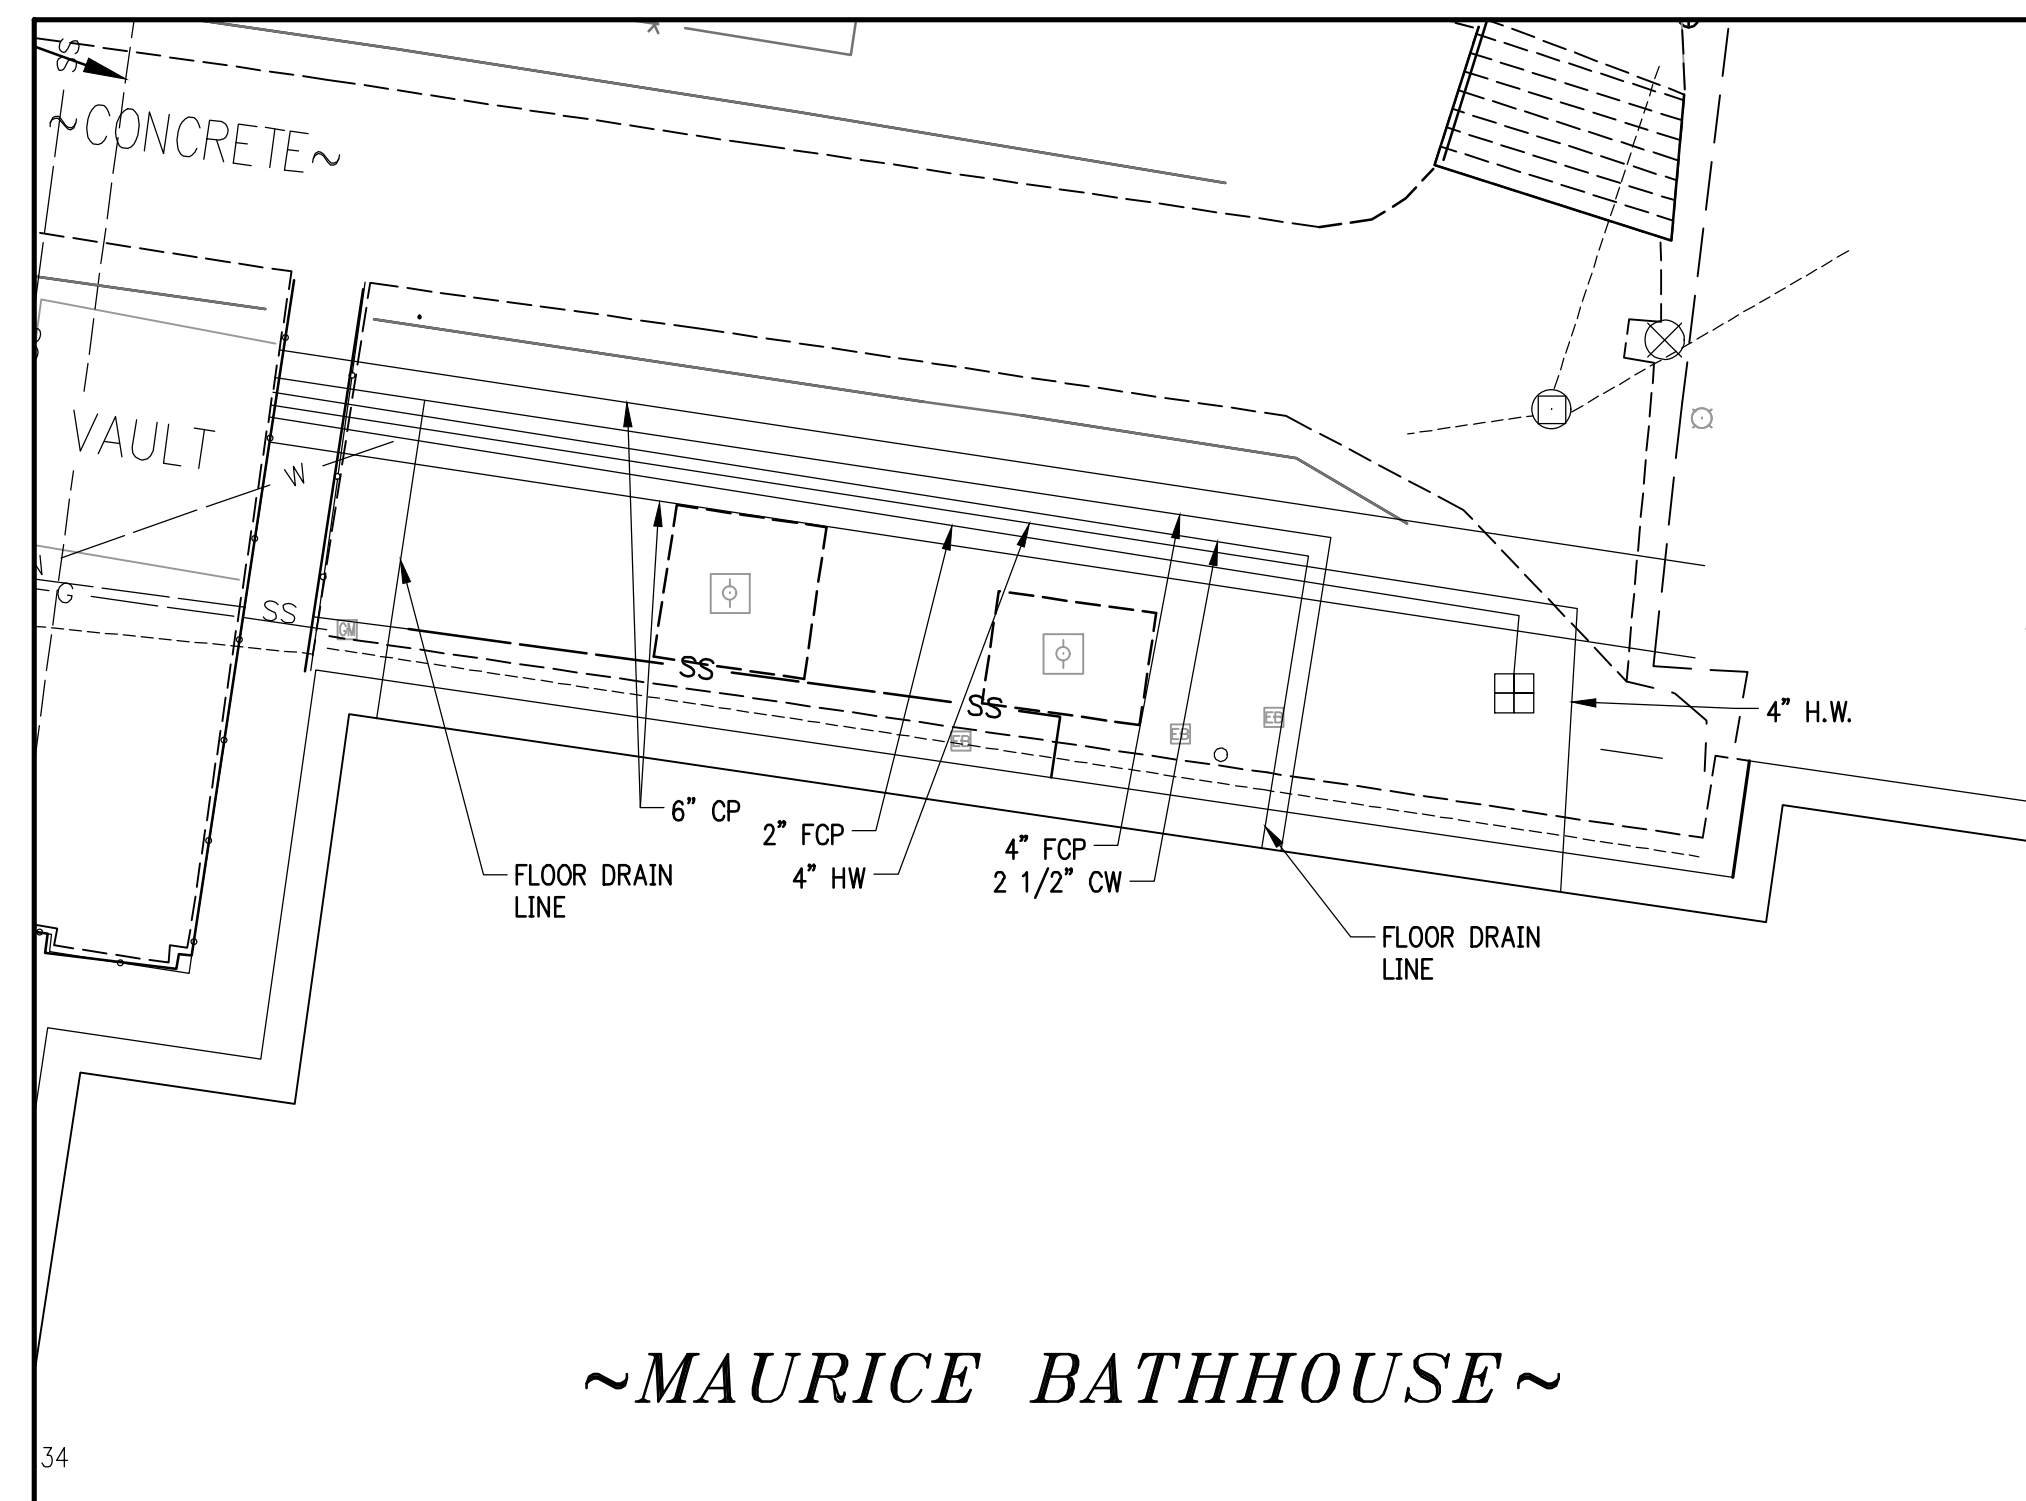 SS
~CONCRETE~
VAULT
W
G
SS
GM
SS
SS
EB
EB
EB
4" H.W.
6" CP
2" FCP
4" HW
4" FCP
2 1/2" CW
FLOOR DRAIN
LINE
FLOOR DRAIN
LINE
~MAURICE BATHHOUSE~
34